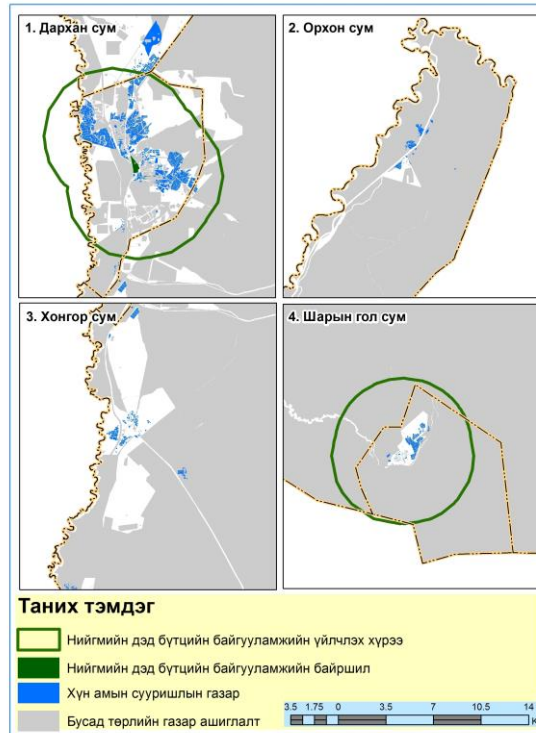 1. Дархан сум
2. Орхон сум
3. Хонгор сум
4. Шарын гол сум
Таних тэмдэг
Нийгмийн дэд бүтцийн байгууламжийн үйлчлэх хүрээ
Нийгмийн дэд бүтцийн байгууламжийн байршил
Хүн амын сууришлын газар
Бусад төрлийн газар ашиглалт
3.5 1.75 0 3.5 7 10.5 14